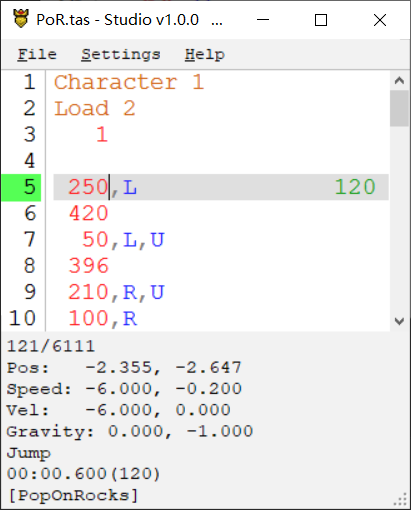 PoR.tas - Studio v1.0.0 ...
File Settings Help
1 Character 1
2 Load 2
3 1
4
5 250,L 120
6 420
7 50,L,U
8 396
9 210,R,U
10 100,R
121/6111
Pos: -2.355, -2.647
Speed: -6.000, -0.200
Vel: -6.000, 0.000
Gravity: 0.000, -1.000
Jump
00:00.600(120)
[PopOnRocks]